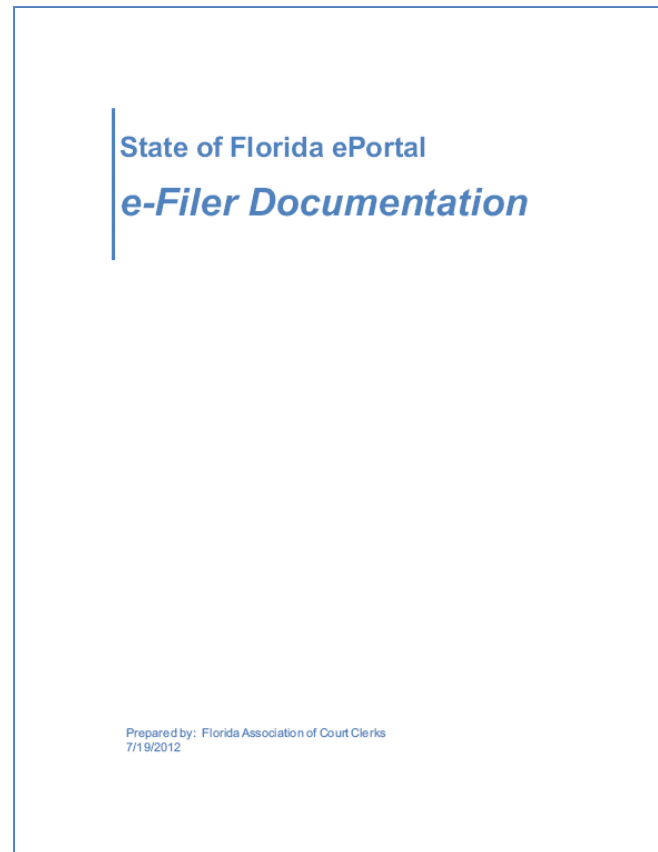 State of Florida ePortal
e-Filer Documentation
Prepared by: Florida Association of Court Clerks
7/19/2012